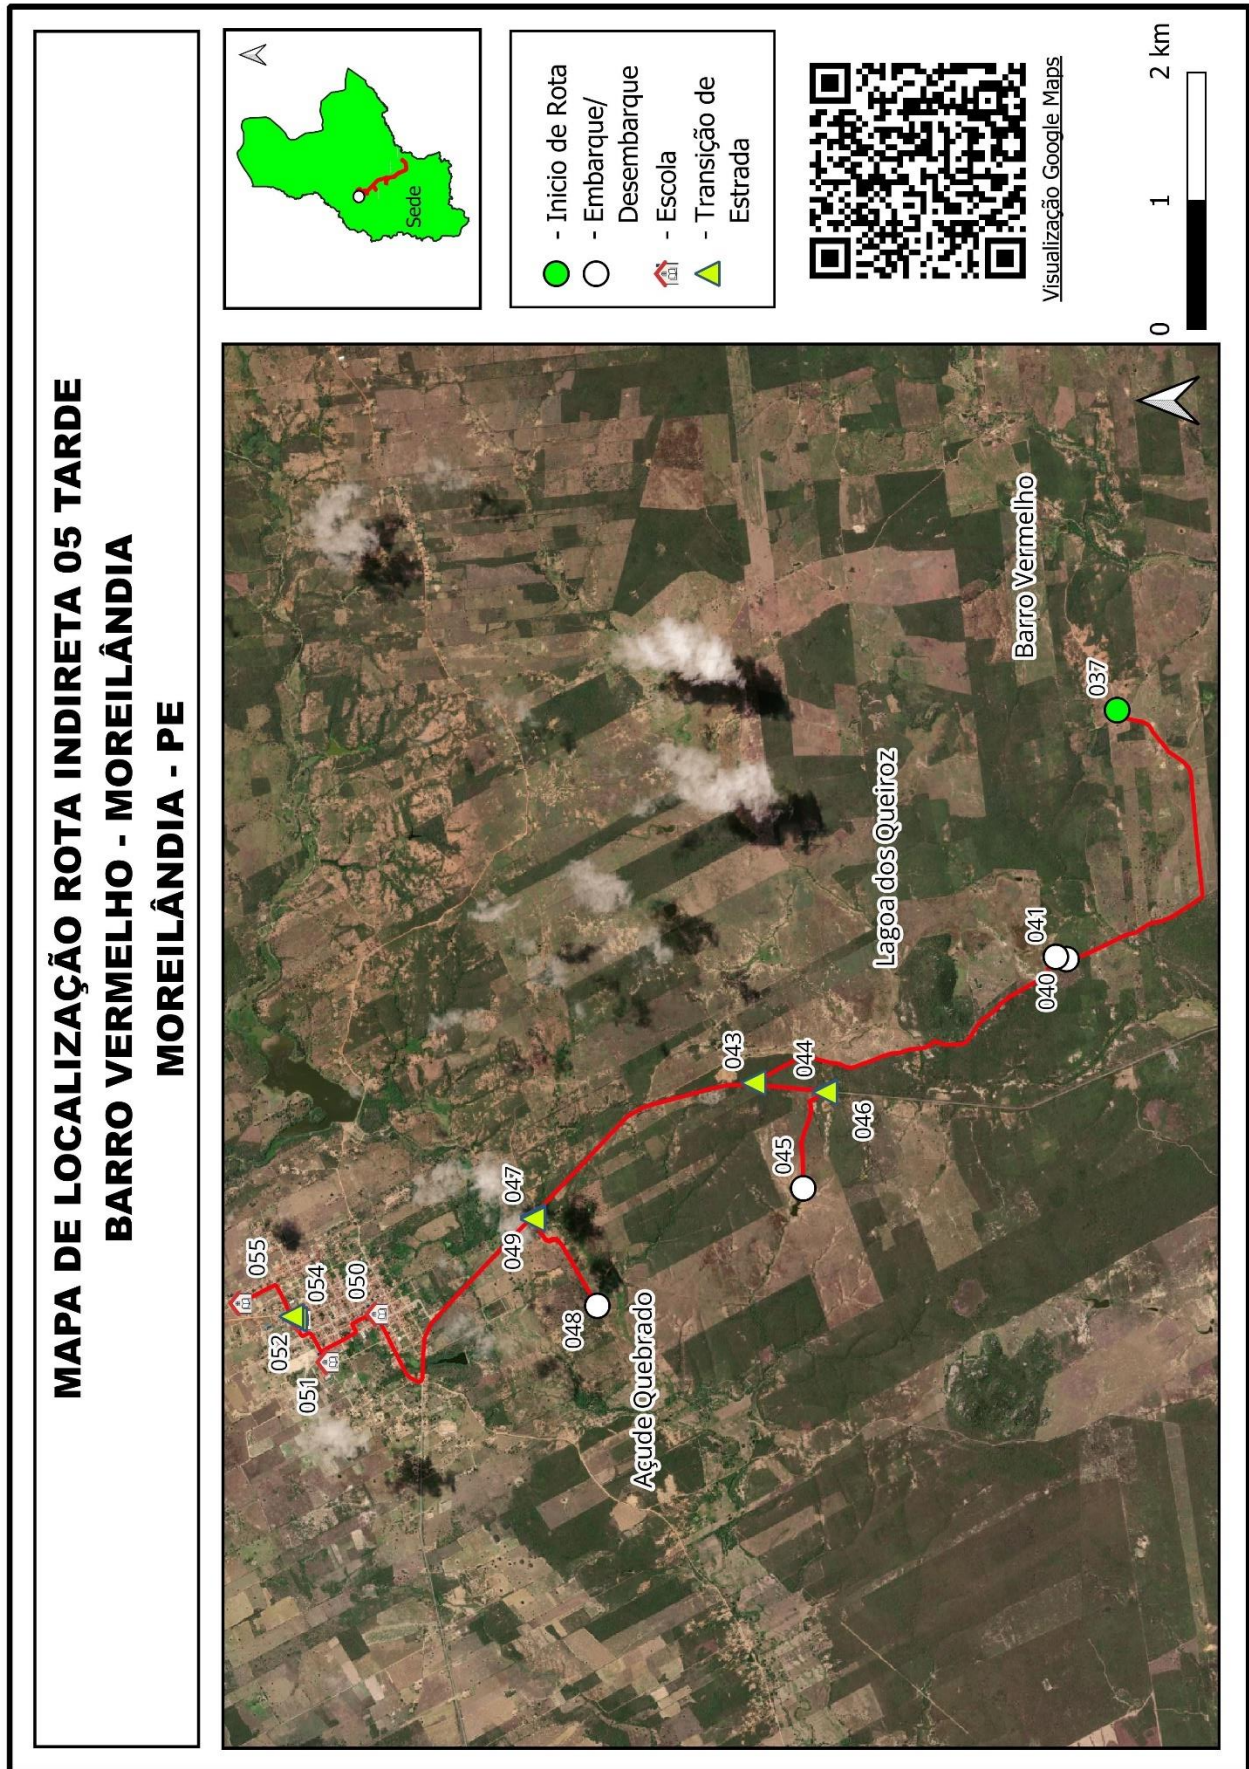 MAPA DE LOCALIZAÇÃO ROTA INDIRETA 05 TARDE
BARRO VERMELHO - MOREILÂNDIA
MOREILÂNDIA - PE
Sede
- Inicio de Rota
- Embarque/
Desembarque
- Escola
- Transição de
Estrada
Visualização Google Maps
0 1 2 km
055
054
052
051
050
047
049
048
Açude Quebrado
043
044
045
046
Lagoa dos Queiroz
041
040
Barro Vermelho
037